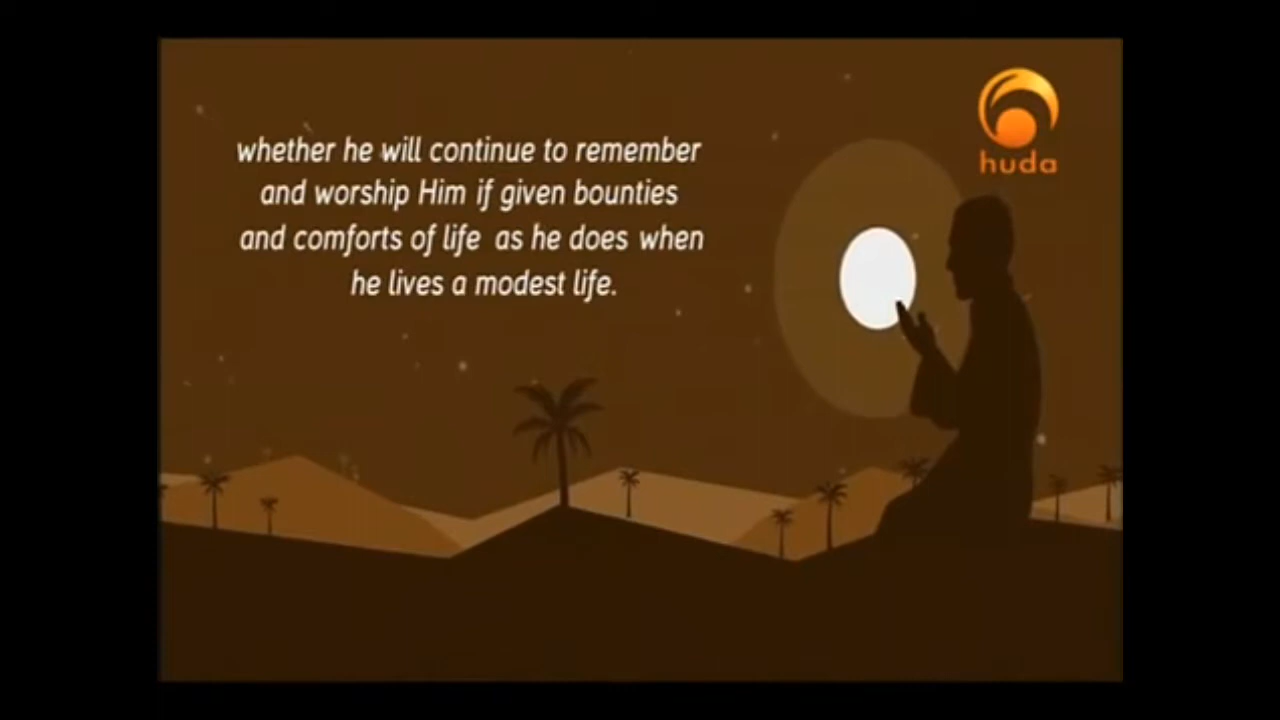 whether he will continue to remember
and worship Him if given bounties
and comforts of life as he does when
he lives a modest life.
huda